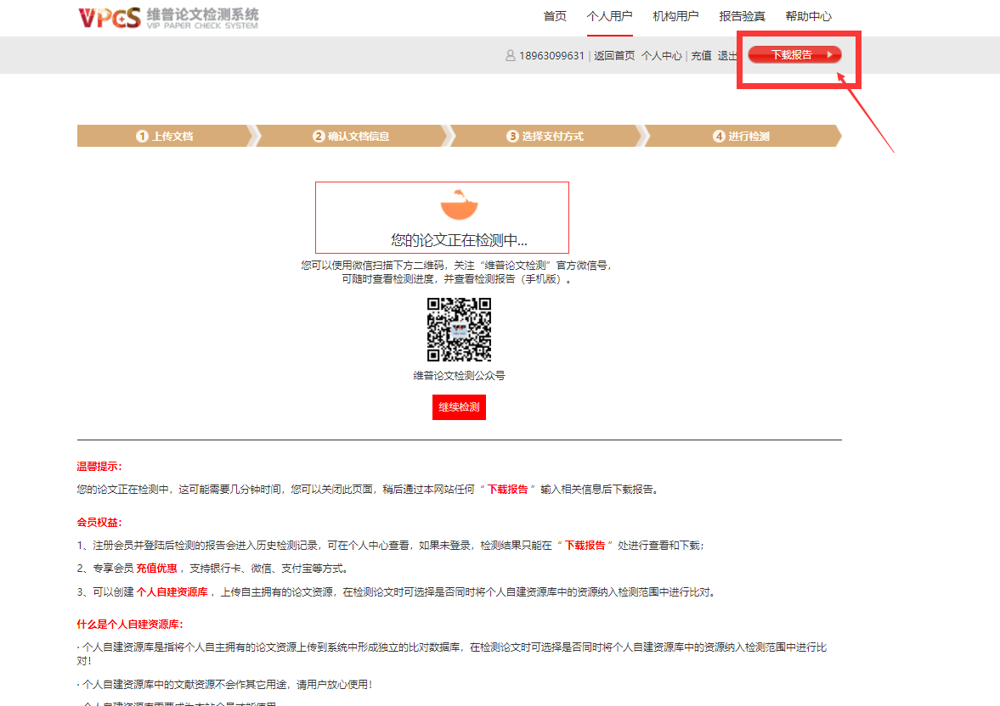 VPCS 维普论文检测系统
VIP PAPER CHECK SYSTEM
首页 个人用户 机构用户 报告验真 帮助中心
18963099631 | 返回首页 个人中心 | 充值 退出 下载报告
1 上传文档 2 确认文档信息 3 选择支付方式 4 进行检测
您的论文正在检测中...
您可以使用微信扫描下方二维码，关注“维普论文检测”官方微信号，
可随时查看检测进度，并查看检测报告（手机版）。
VIP
维普论文检测公众号
继续检测
温馨提示：
您的论文正在检测中，这可能需要几分钟时间，您可以关闭此页面，稍后通过本网站任何“ 下载报告 ”输入相关信息后下载报告。
会员权益：
1、注册会员并登陆后检测的报告会进入历史检测记录，可在个人中心查看，如果未登录，检测结果只能在“ 下载报告 ”处进行查看和下载；
2、专享会员 充值优惠 ，支持银行卡、微信、支付宝等方式。
3、可以创建 个人自建资源库 ，上传自主拥有的论文资源，在检测论文时可选择是否同时将个人自建资源库中的资源纳入检测范围中进行比对。
什么是个人自建资源库：
· 个人自建资源库是指将个人自主拥有的论文资源上传到系统中形成独立的比对数据库，在检测论文时可选择是否同时将个人自建资源库中的资源纳入检测范围中进行比
对！
· 个人自建资源库中的文献资源不会作其它用途，请用户放心使用！
· 个人自建资源库需要成为本站会员才能使用